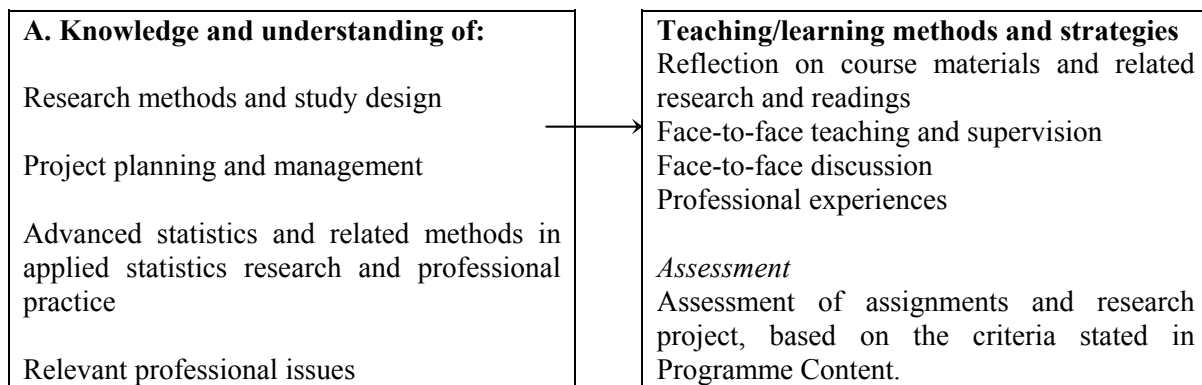 A. Knowledge and understanding of:
Research methods and study design
Project planning and management
Advanced statistics and related methods in
applied statistics research and professional
practice
Relevant professional issues
Teaching/learning methods and strategies
Reflection on course materials and related
research and readings
Face-to-face teaching and supervision
Face-to-face discussion
Professional experiences
Assessment
Assessment of assignments and research
project, based on the criteria stated in
Programme Content.